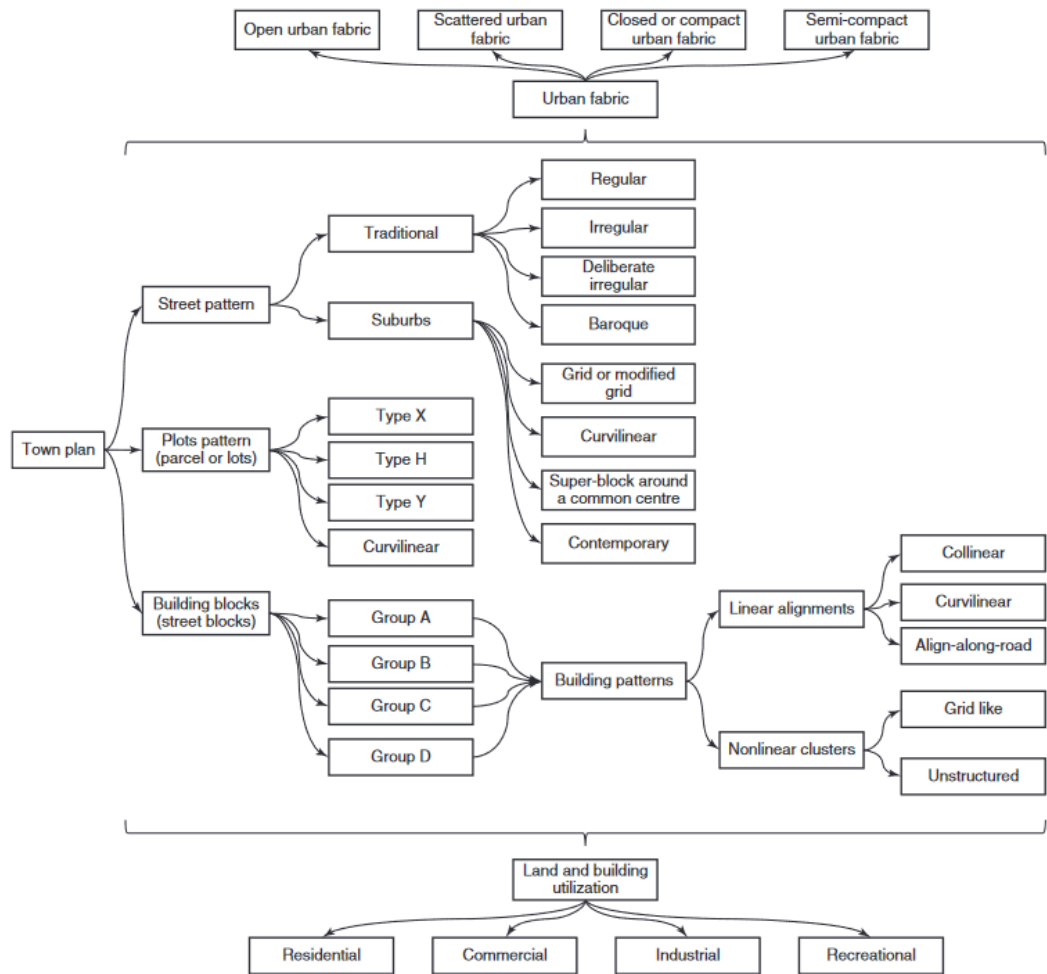 Open urban fabric
Scattered urban
fabric
Closed or compact
urban fabric
Semi-compact
urban fabric
Urban fabric
Regular
Traditional
Irregular
Deliberate
irregular
Street pattern
Suburbs
Baroque
Grid or modified
grid
Type X
Curvilinear
Town plan
Plots pattern
(parcel or lots)
Type H
Super-block around
a common centre
Type Y
Curvilinear
Contemporary
Collinear
Building blocks
(street blocks)
Group A
Linear alignments
Curvilinear
Align-along-road
Group B
Building patterns
Group C
Grid like
Group D
Nonlinear clusters
Unstructured
Land and building
utilization
Residential
Commercial
Industrial
Recreational